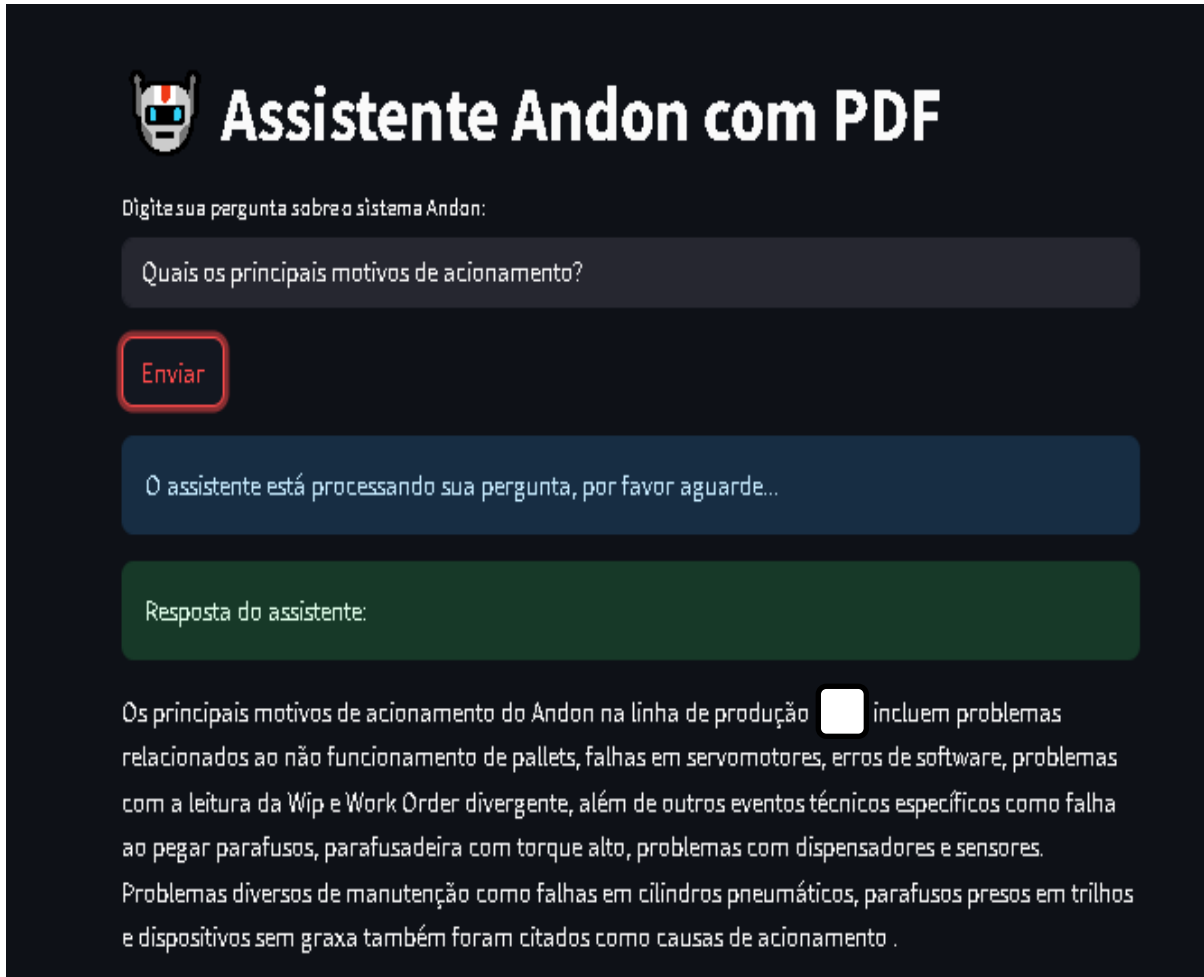 Assistente Andon com PDF
Digite sua pergunta sobre o sistema Andon:
Quais os principais motivos de acionamento?
Enviar
O assistente está processando sua pergunta, por favor aguarde...
Resposta do assistente:
Os principais motivos de acionamento do Andon na linha de produção incluem problemas
relacionados ao não funcionamento de pallets, falhas em servomotores, erros de software, problemas
com a leitura da Wip e Work Order divergente, além de outros eventos técnicos específicos como falha
ao pegar parafusos, parafusadeira com torque alto, problemas com dispensadores e sensores.
Problemas diversos de manutenção como falhas em cilindros pneumáticos, parafusos presos em trilhos
e dispositivos sem graxa também foram citados como causas de acionamento .